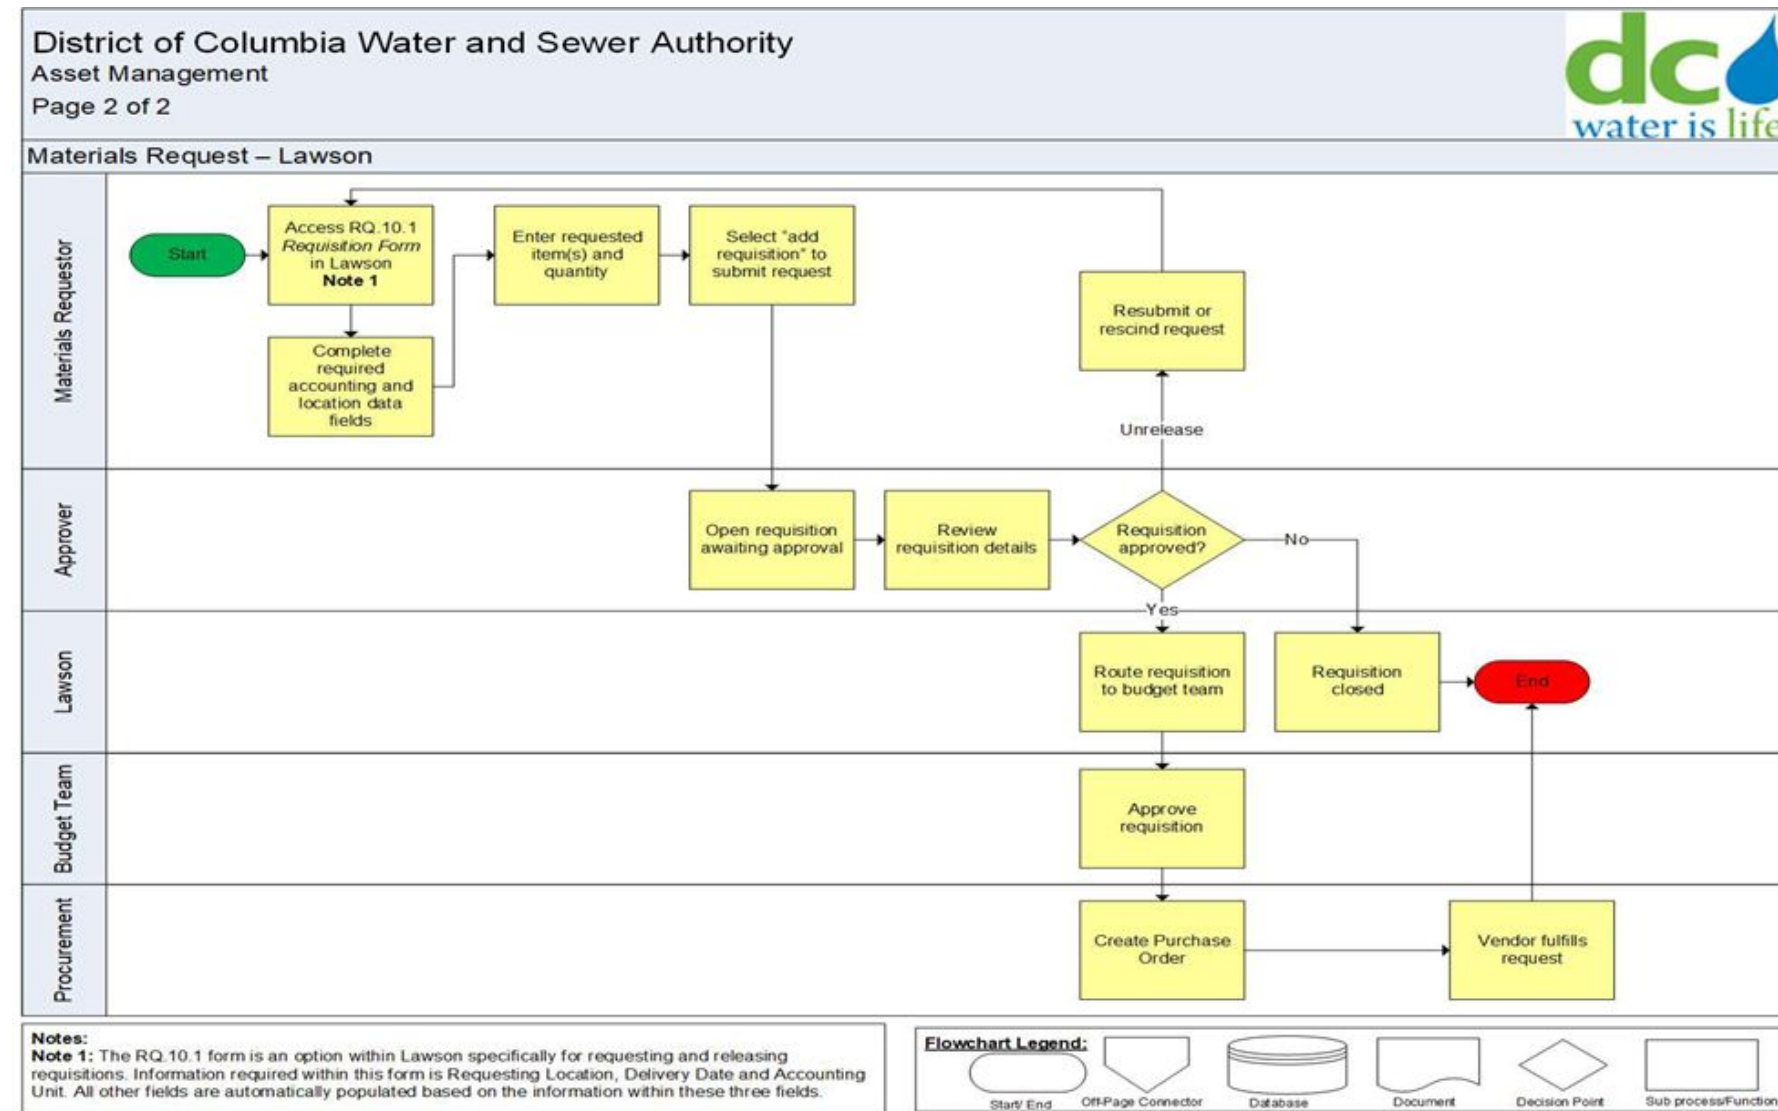 District of Columbia Water and Sewer Authority
Asset Management
Page 2 of 2
dc
water is life
Materials Request – Lawson
Materials Requestor
Start
Access RQ.10.1
Requisition Form
in Lawson
Note 1
Complete
required
accounting and
location data
fields
Enter requested
item(s) and
quantity
Select "add
requisition" to
submit request
Resubmit or
rescind request
Unrelease
Approver
Open requisition
awaiting approval
Review
requisition details
Requisition
approved?
No
Yes
Lawson
Route requisition
to budget team
Requisition
closed
End
Budget Team
Approve
requisition
Procurement
Create Purchase
Order
Vendor fulfills
request
Notes:
Note 1: The RQ.10.1 form is an option within Lawson specifically for requesting and releasing
requisitions. Information required within this form is Requesting Location, Delivery Date and Accounting
Unit. All other fields are automatically populated based on the information within these three fields.
Flowchart Legend:
Start/ End
Off-Page Connector
Database
Document
Decision Point
Sub process/Function